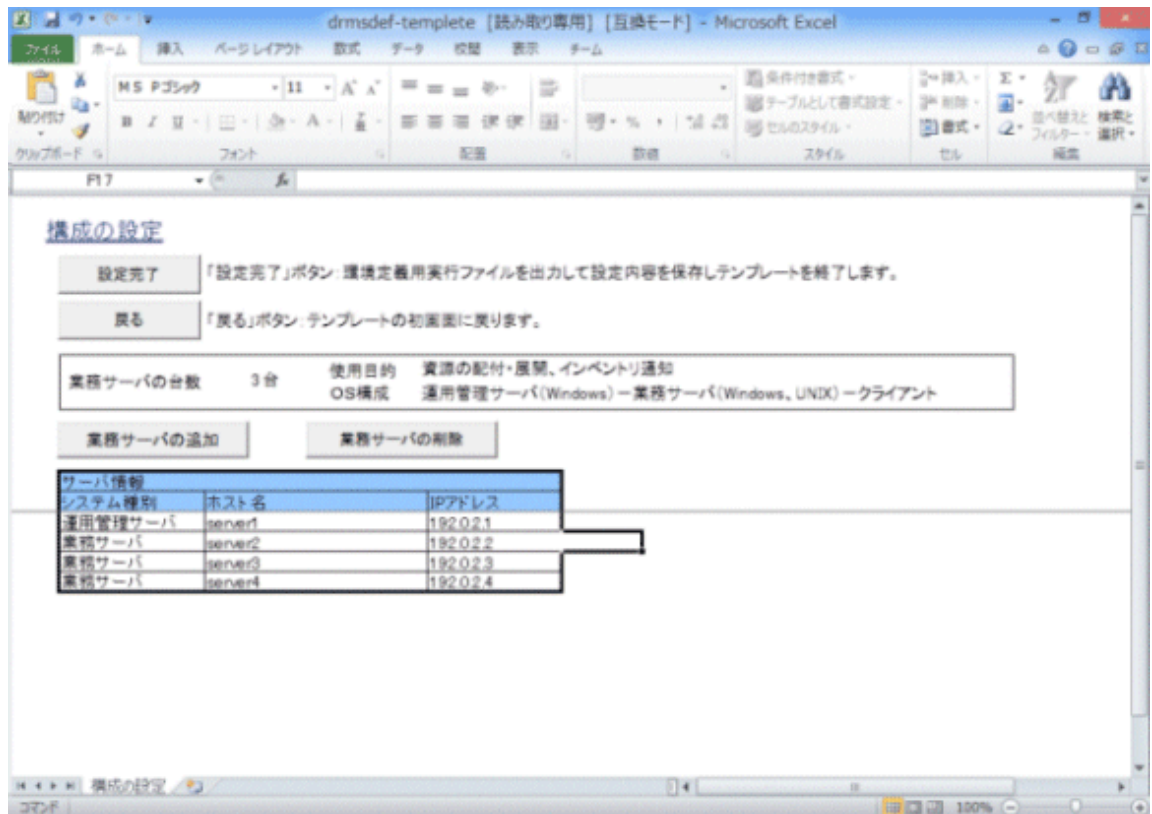 drmsdef-templete [読み取り専用] [互換モード] - Microsoft Excel
ファイル ホーム 挿入 ページ レイアウト 数式 データ 校閲 表示 チーム
貼り付け
MS Pゴシック 11
条件付き書式
テーブルとして書式設定
セルのスタイル
挿入
削除
書式
並べ替えと
フィルター
検索と
選択
クリップボード フォント 配置 数値 スタイル セル 編集
F17 fx
構成の設定
設定完了 「設定完了」ボタン:環境定義用実行ファイルを出力して設定内容を保存しテンプレートを終了します。
戻る 「戻る」ボタン:テンプレートの初画面に戻ります。
業務サーバの台数 3台 使用目的 資源の配付・展開、インベントリ通知
OS構成 運用管理サーバ(Windows)－業務サーバ(Windows、UNIX)－クライアント
業務サーバの追加 業務サーバの削除
サーバ情報
システム種別 ホスト名 IPアドレス
運用管理サーバ server1 192.0.2.1
業務サーバ server2 192.0.2.2
業務サーバ server3 192.0.2.3
業務サーバ server4 192.0.2.4
構成の設定
コマンド 100%